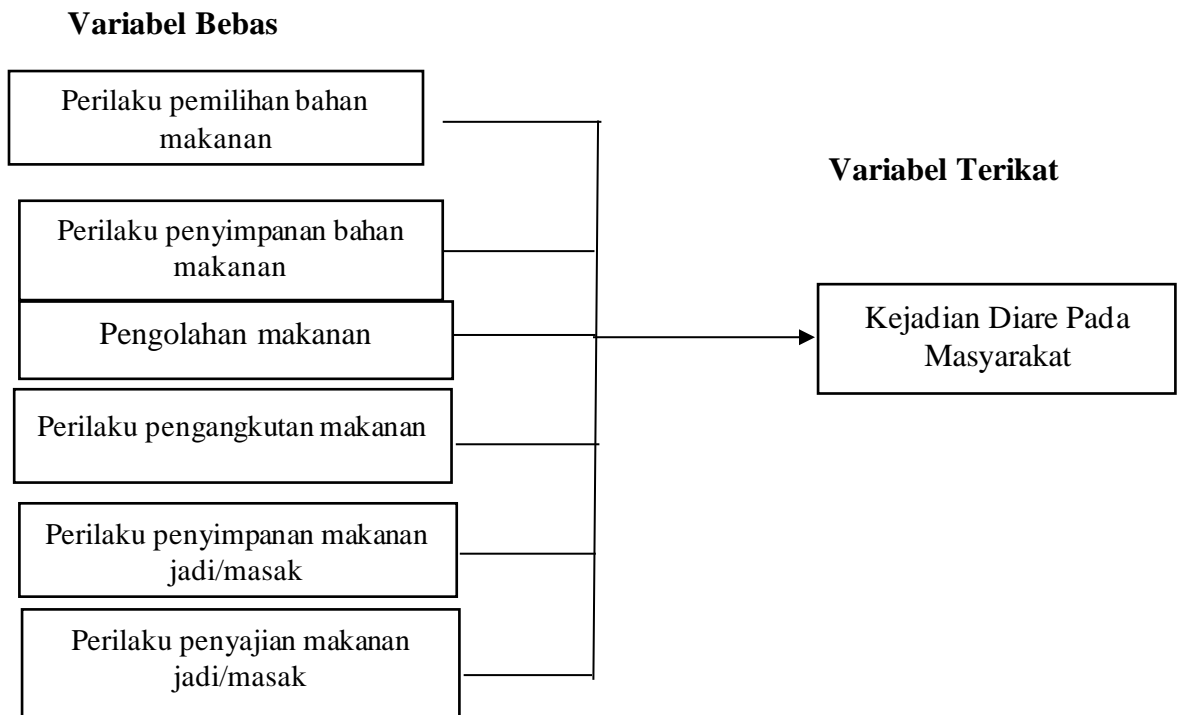 Variabel Bebas
Perilaku pemilihan bahan
makanan
Variabel Terikat
Perilaku penyimpanan bahan
makanan
Pengolahan makanan
Kejadian Diare Pada
Masyarakat
Perilaku pengangkutan makanan
Perilaku penyimpanan makanan
jadi/masak
Perilaku penyajian makanan
jadi/masak